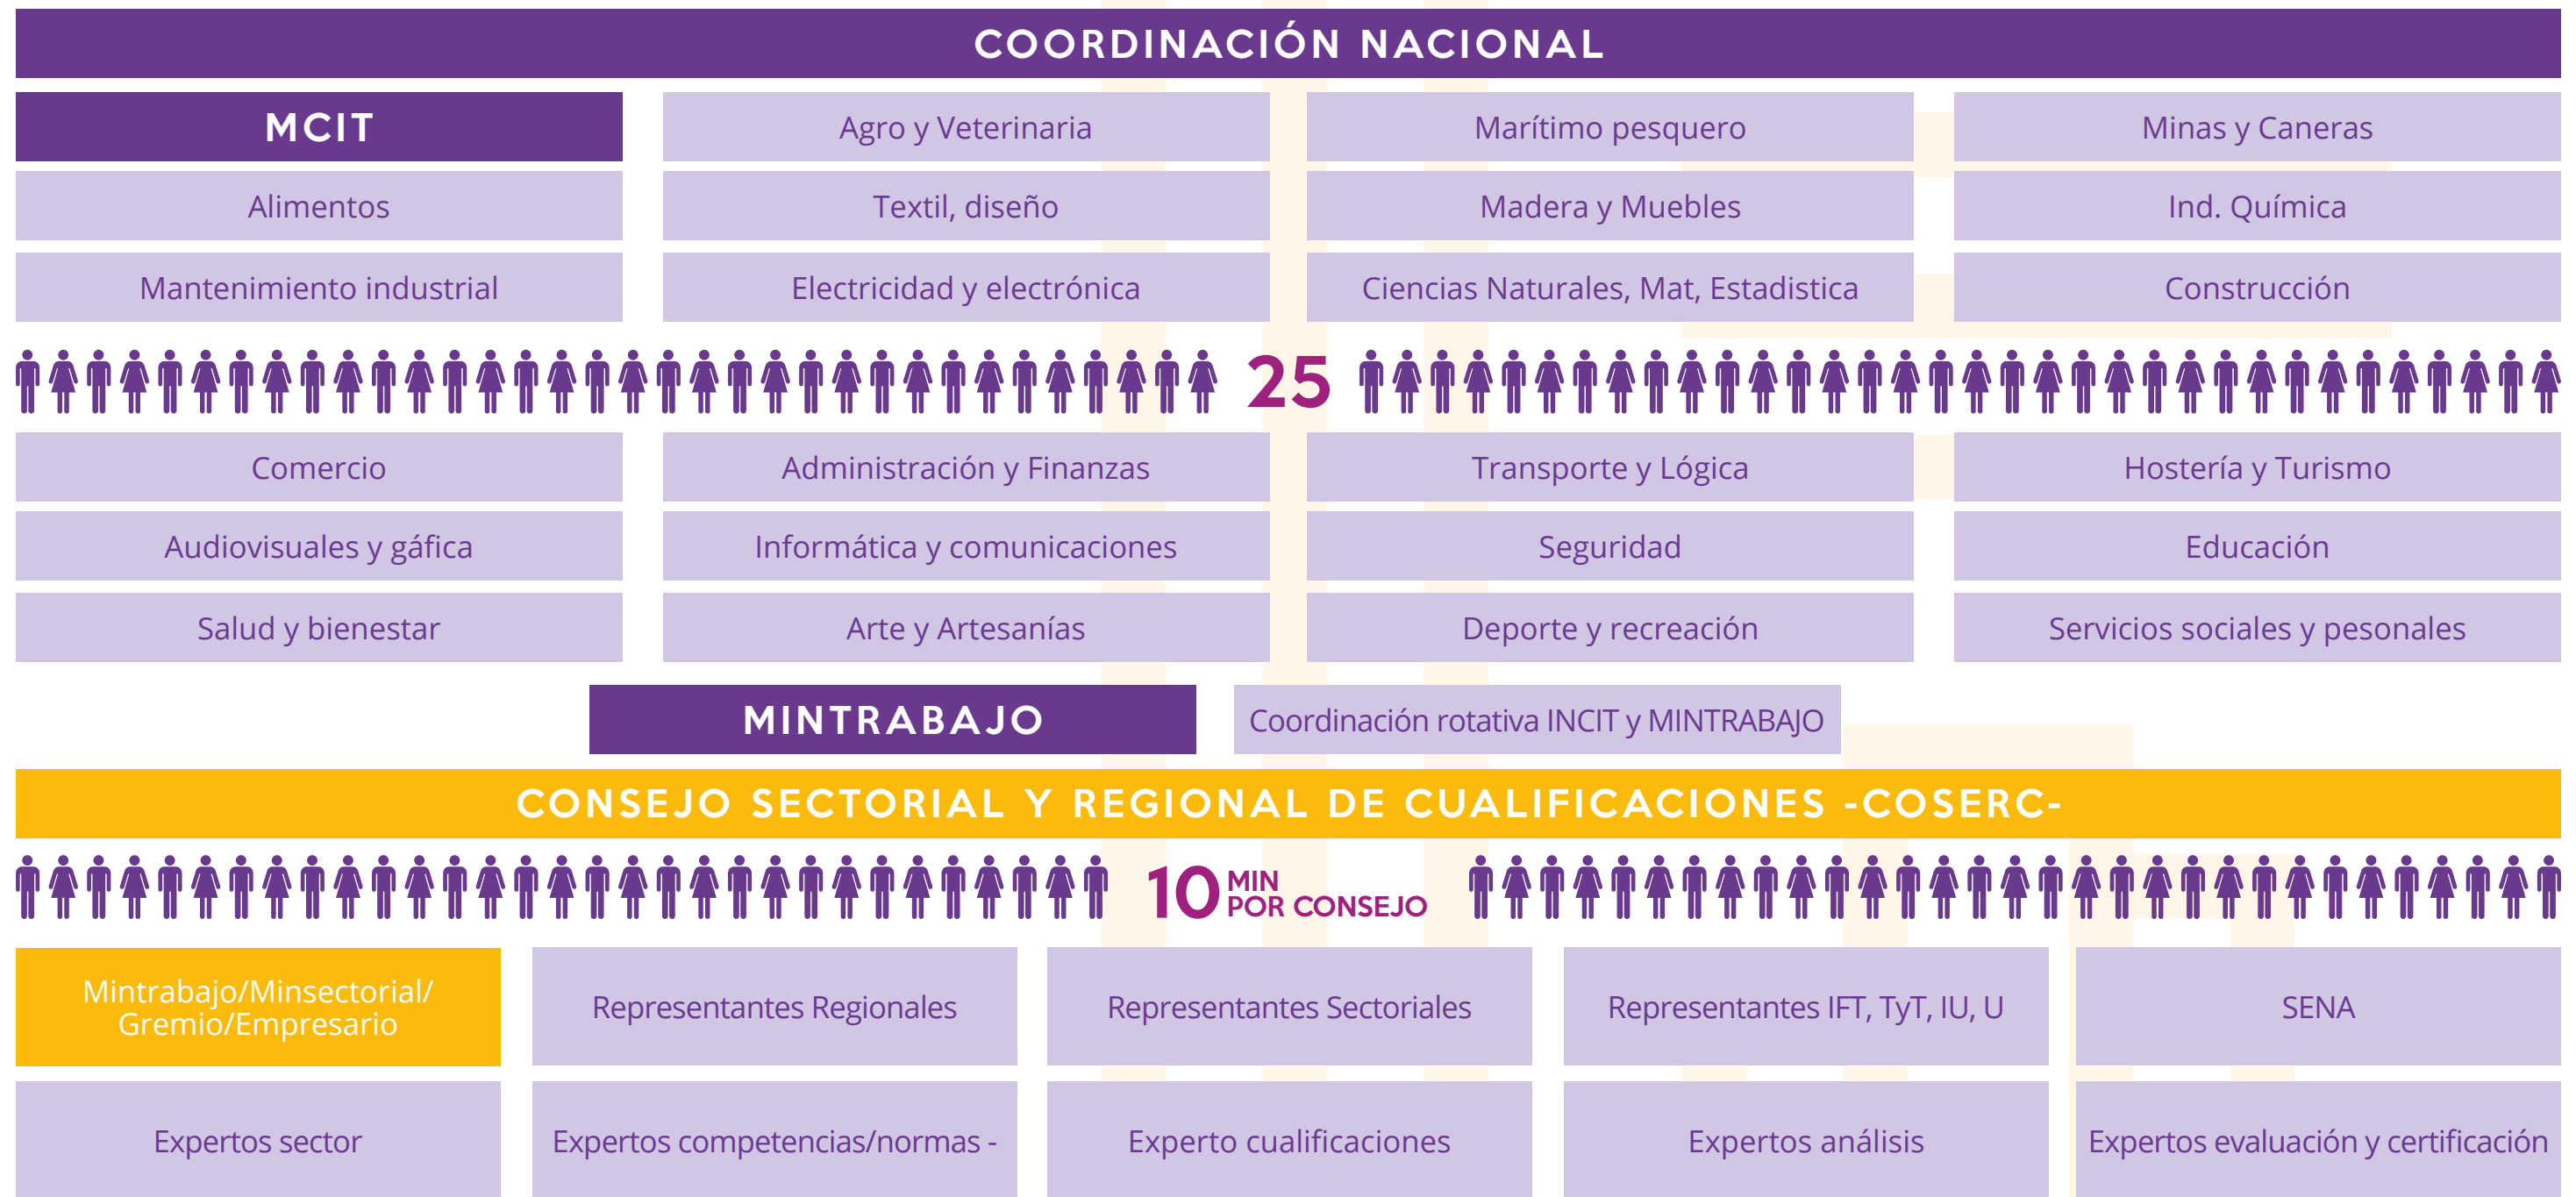 COORDINACIÓN NACIONAL
MCIT
Agro y Veterinaria
Marítimo pesquero
Minas y Caneras
Alimentos
Textil, diseño
Madera y Muebles
Ind. Química
Mantenimiento industrial
Electricidad y electrónica
Ciencias Naturales, Mat, Estadistica
Construcción
25
Comercio
Administración y Finanzas
Transporte y Lógica
Hostería y Turismo
Audiovisuales y gáfica
Informática y comunicaciones
Seguridad
Educación
Salud y bienestar
Arte y Artesanías
Deporte y recreación
Servicios sociales y pesonales
MINTRABAJO
Coordinación rotativa INCIT y MINTRABAJO
CONSEJO SECTORIAL Y REGIONAL DE CUALIFICACIONES -COSERC-
10 MIN
POR CONSEJO
Mintrabajo/Minsectorial/
Gremio/Empresario
Representantes Regionales
Representantes Sectoriales
Representantes IFT, TyT, IU, U
SENA
Expertos sector
Expertos competencias/normas -
Experto cualificaciones
Expertos análisis
Expertos evaluación y certificación